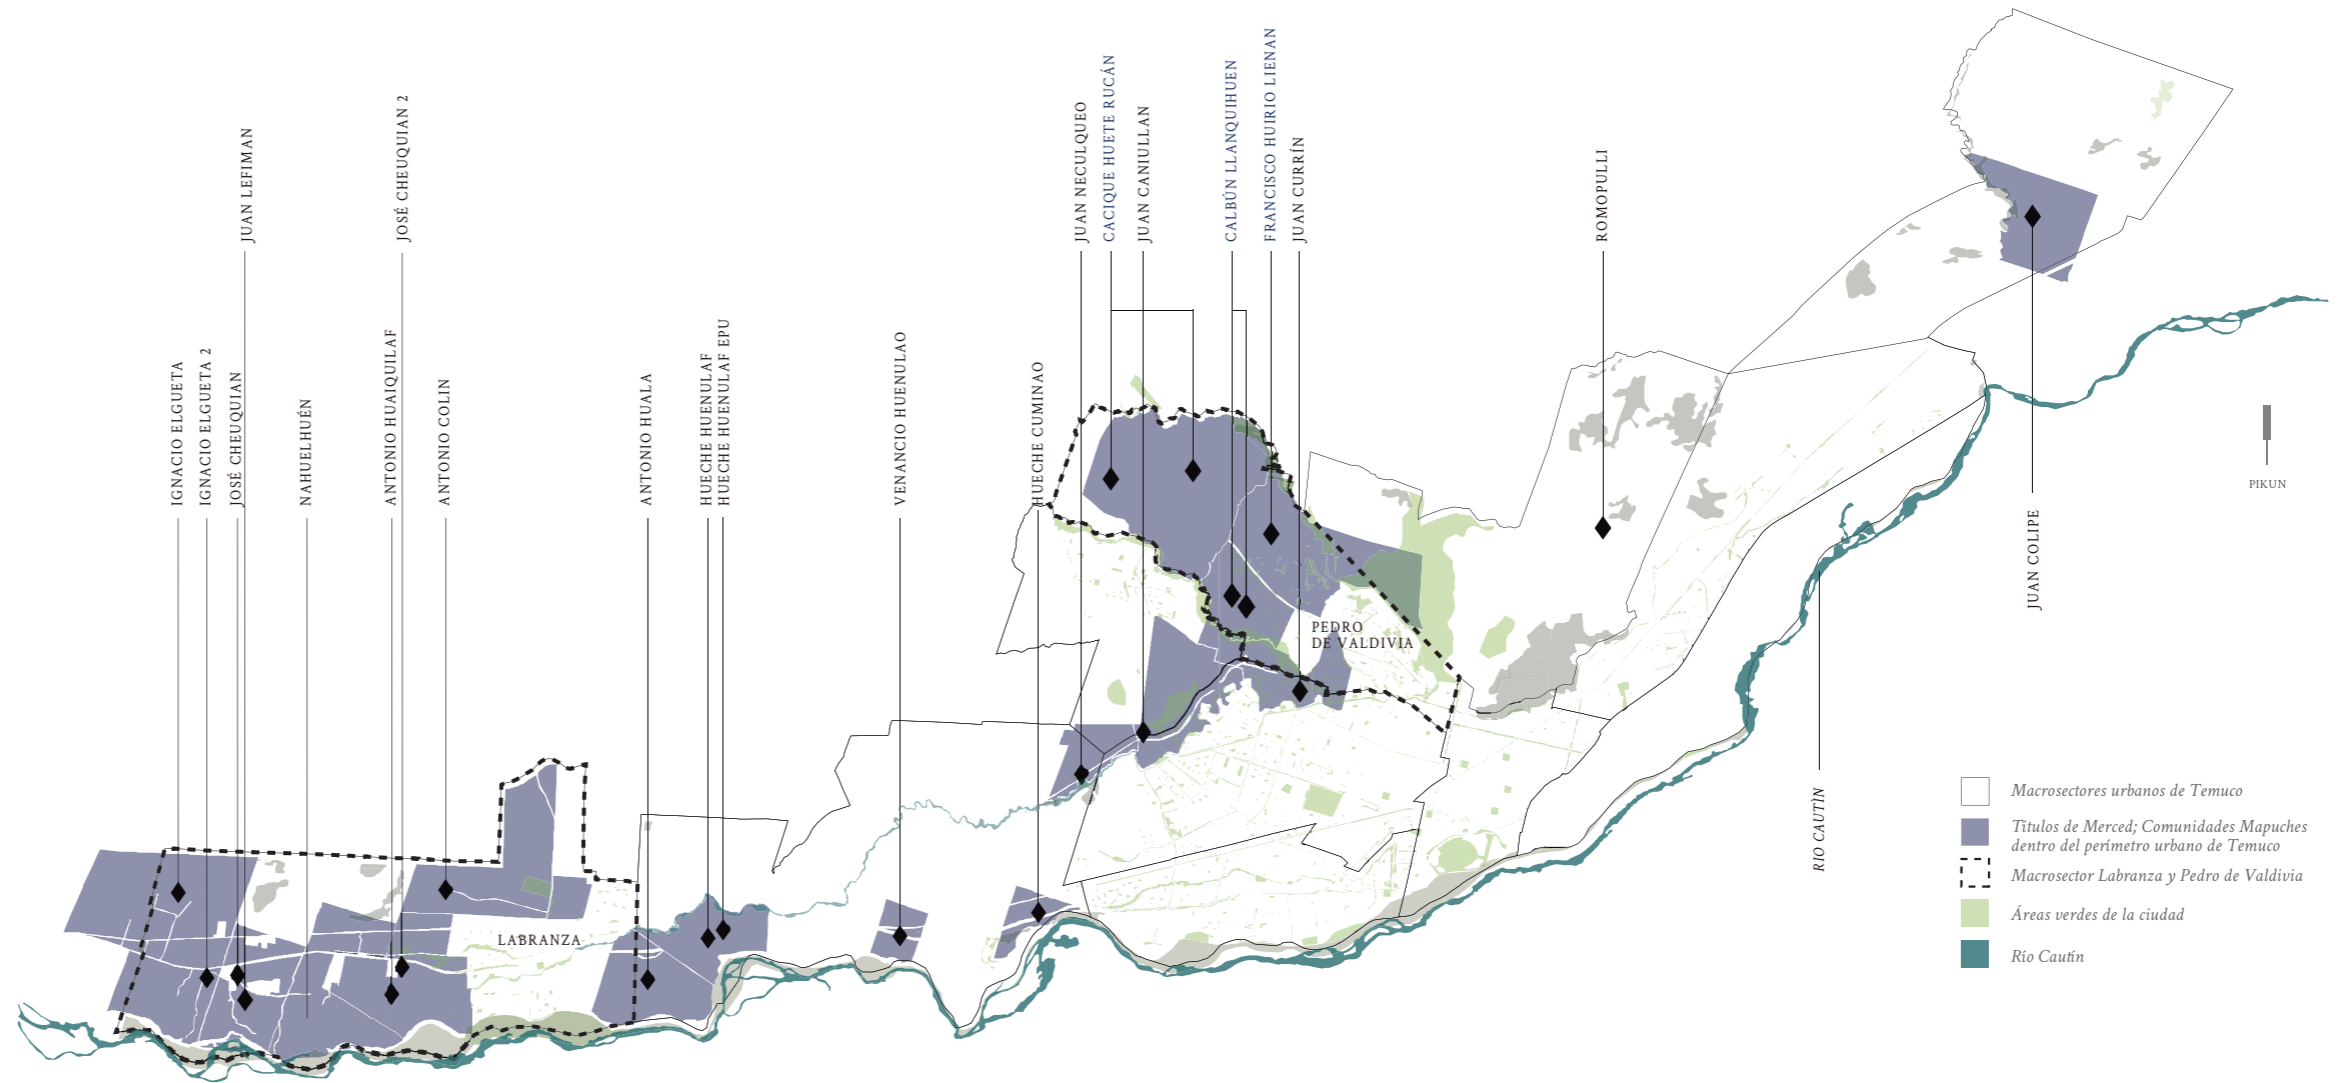 JUAN LEFIMAN
JOSÉ CHEUQUIAN 2
JUAN NECULQUEO
CACIQUE HUETE RUCÁN
JUAN CANIULLAN
CALBÚN LLANQUIHUEN
FRANCISCO HUIRIO LIENAN
JUAN CURRÍN
ROMOPULLI
IGNACIO ELGUETA
IGNACIO ELGUETA 2
JOSÉ CHEUQUIAN
NAHUELHUÉN
ANTONIO HUAIQUILAF
ANTONIO COLIN
ANTONIO HUALA
HUECHE HUENULAF
HUECHE HUENULAF EPU
VENANCIO HUENULAO
HUECHE CUMINAO
JUAN COLIPE
PIKUN
PEDRO
DE VALDIVIA
LABRANZA
RIO CAUTÌN
Macrosectores urbanos de Temuco
Títulos de Merced; Comunidades Mapuches
dentro del perímetro urbano de Temuco
Macrosector Labranza y Pedro de Valdivia
Áreas verdes de la ciudad
Río Cautín